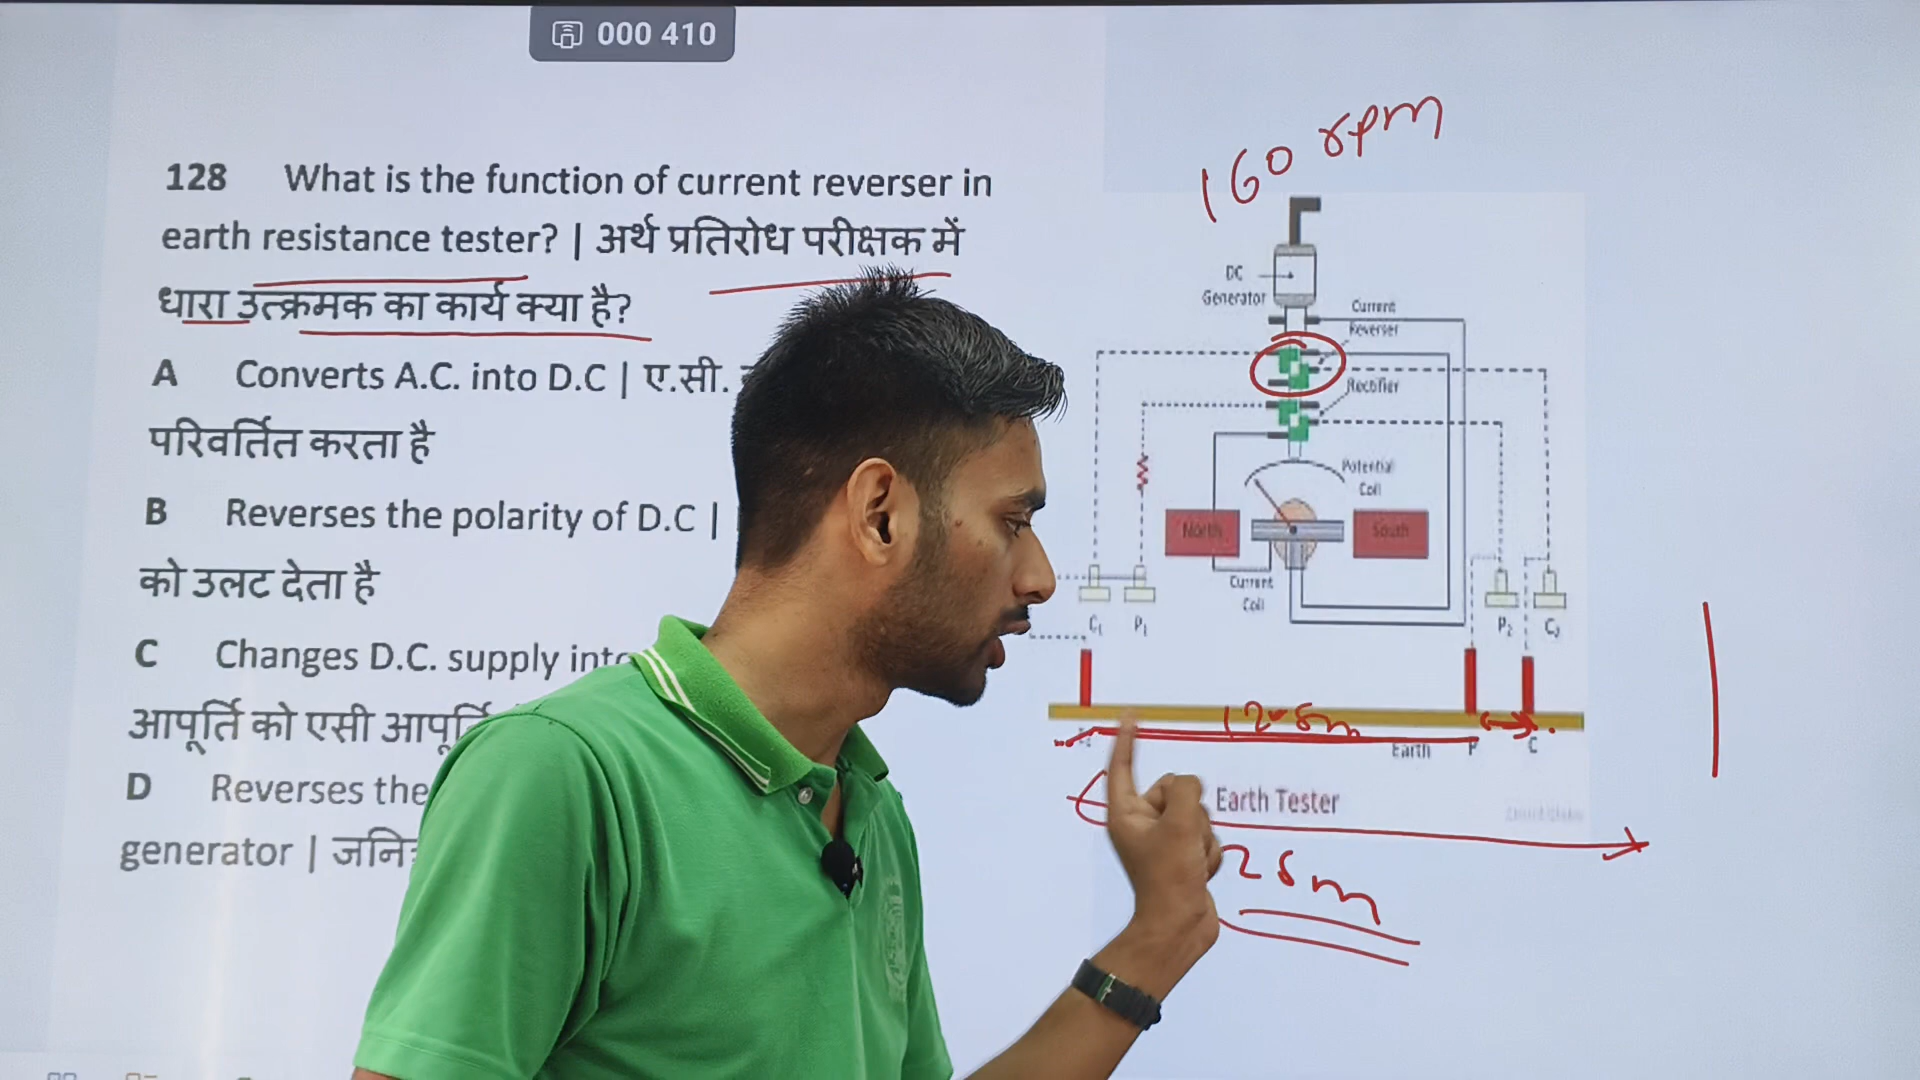 000 410
128 What is the function of current reverser in
earth resistance tester? | अर्थ प्रतिरोध परीक्षक में
धारा उत्क्रमक का कार्य क्या है?
A Converts A.C. into D.C | ए.सी.
परिवर्तित करता है
B Reverses the polarity of D.C |
को उलट देता है
C Changes D.C. supply into
आपूर्ति को एसी आपूर्ति
D Reverses the
generator |
160 rpm
DC
Generator
Current
Reverser
Rectifier
Potential
Coil
North
South
Current
Coil
C₁ P₁ P₂ C₂
Earth P C
Earth Tester